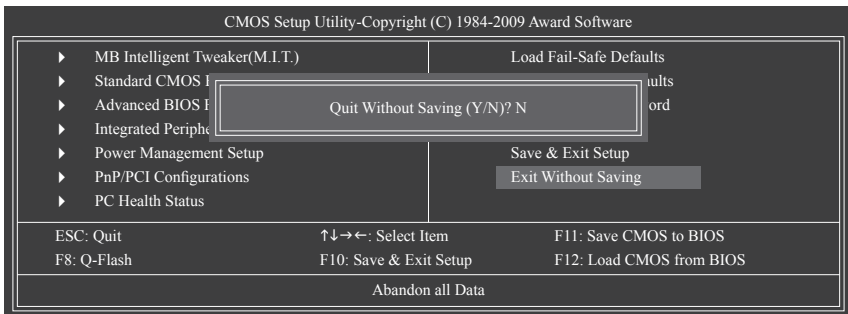 CMOS Setup Utility-Copyright (C) 1984-2009 Award Software
MB Intelligent Tweaker(M.I.T.)
Standard CMOS
Advanced BIOS
Integrated
Power Management Setup
PnP/PCI Configurations
PC Health Status
Load Fail-Safe Defaults
Save & Exit Setup
Exit Without Saving
Quit Without Saving (Y/N)? N
ESC: Quit
↑↓→←: Select Item
F11: Save CMOS to BIOS
F8: Q-Flash
F10: Save & Exit Setup
F12: Load CMOS from BIOS
Abandon all Data